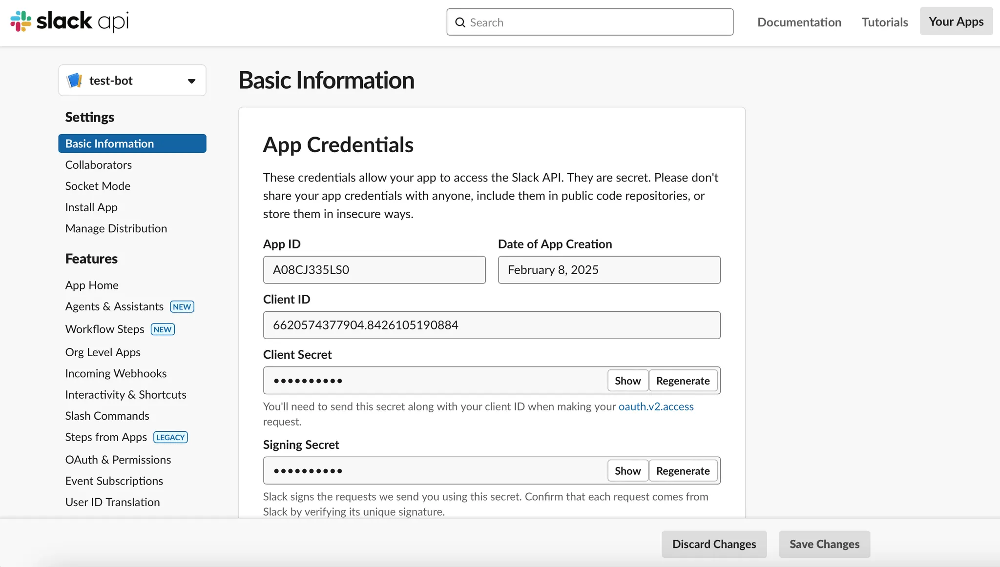 slack api
Search
Documentation
Tutorials
Your Apps
test-bot
Settings
Basic Information
Collaborators
Socket Mode
Install App
Manage Distribution
Features
App Home
Agents & Assistants NEW
Workflow Steps NEW
Org Level Apps
Incoming Webhooks
Interactivity & Shortcuts
Slash Commands
Steps from Apps LEGACY
OAuth & Permissions
Event Subscriptions
User ID Translation
Basic Information
App Credentials
These credentials allow your app to access the Slack API. They are secret. Please don't
share your app credentials with anyone, include them in public code repositories, or
store them in insecure ways.
App ID
A08CJ335LS0
Date of App Creation
February 8, 2025
Client ID
6620574377904.8426105190884
Client Secret
••••••••••
Show
Regenerate
You'll need to send this secret along with your client ID when making your oauth.v2.access
request.
Signing Secret
••••••••••
Show
Regenerate
Slack signs the requests we send you using this secret. Confirm that each request comes from
Slack by verifying its unique signature.
Discard Changes
Save Changes